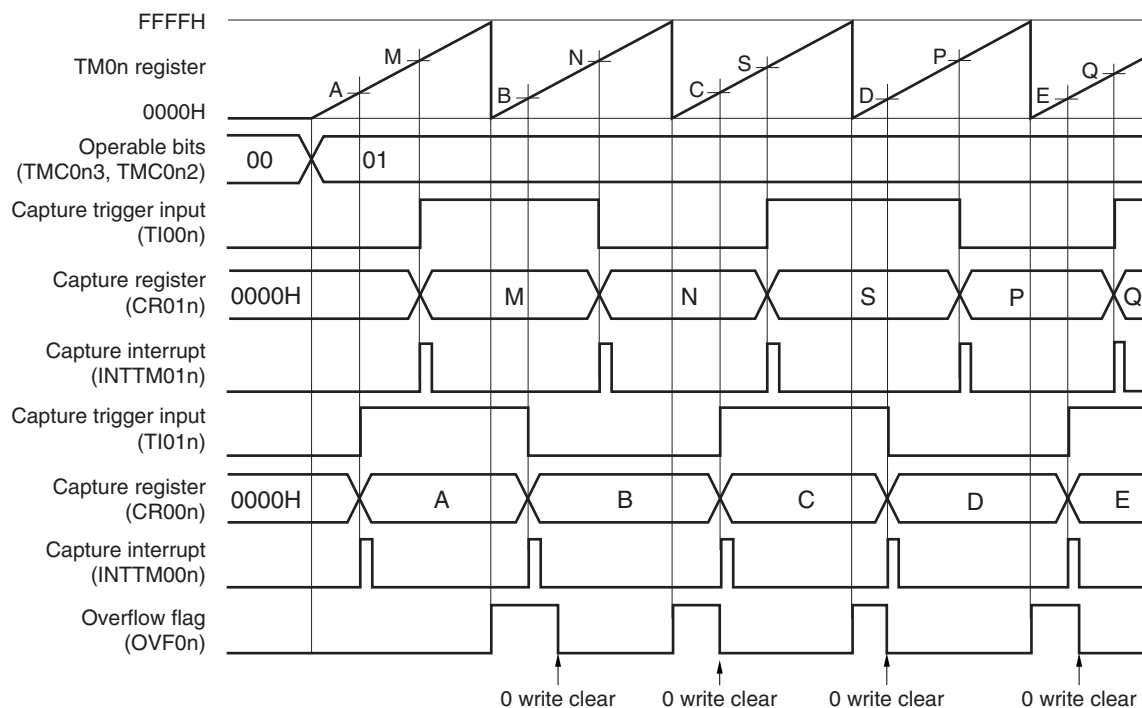 FFFFH
TM0n register
0000H
A M B N C S D P E Q
Operable bits
(TMC0n3, TMC0n2)
00 01
Capture trigger input
(TI00n)
Capture register
(CR01n)
0000H M N S P Q
Capture interrupt
(INTTM01n)
Capture trigger input
(TI01n)
Capture register
(CR00n)
0000H A B C D E
Capture interrupt
(INTTM00n)
Overflow flag
(OVF0n)
0 write clear 0 write clear 0 write clear 0 write clear